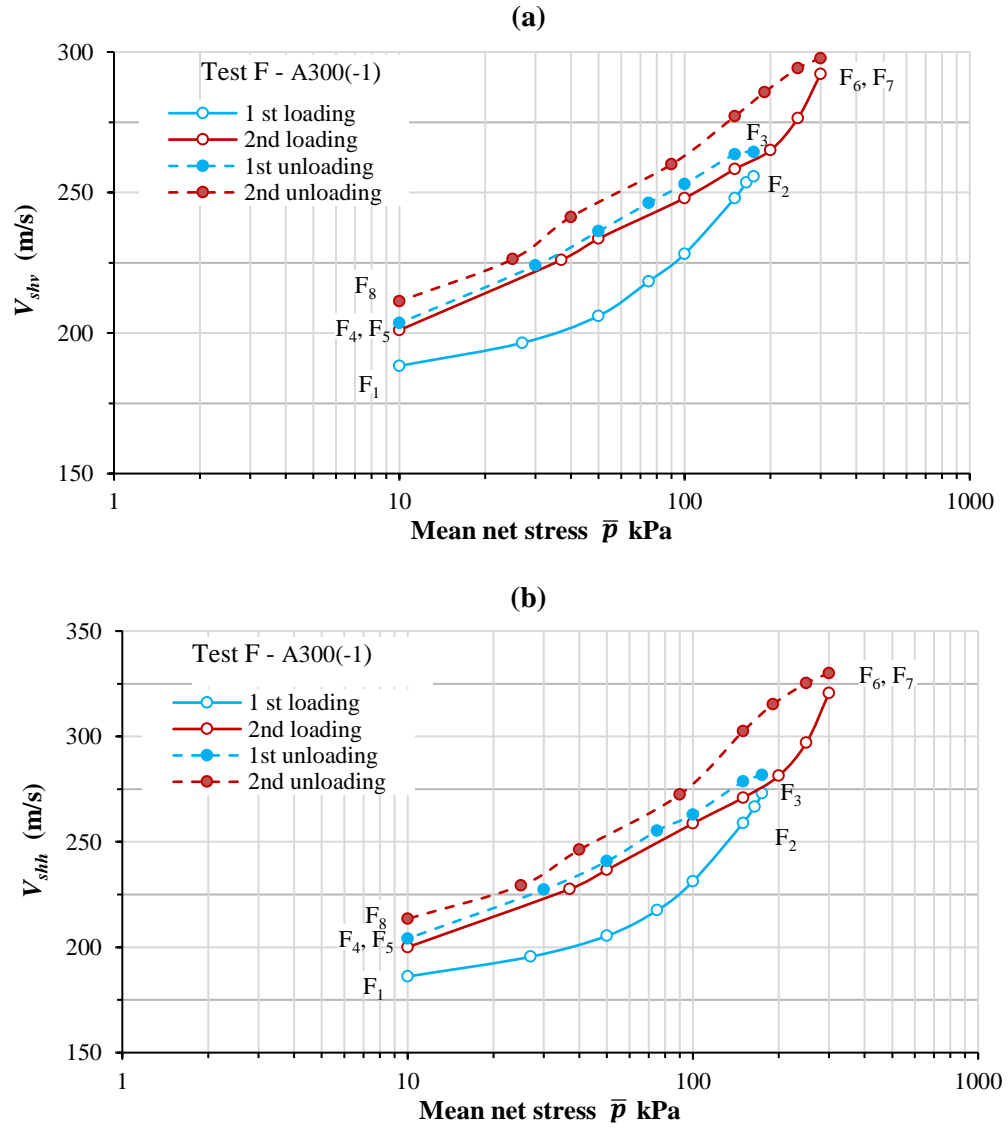 (a)
300
Test F - A300(-1)
F6, F7
1 st loading
2nd loading
F3
1st unloading
250
2nd unloading
F2
Vshv (m/s)
F8
F4, F5
200
F1
150
1
10
100
1000
Mean net stress p̅ kPa
(b)
350
Test F - A300(-1)
F6, F7
1 st loading
300
2nd loading
1st unloading
2nd unloading
F3
Vshh (m/s)
250
F2
F8
F4, F5
200
F1
150
1
10
100
1000
Mean net stress p̅ kPa